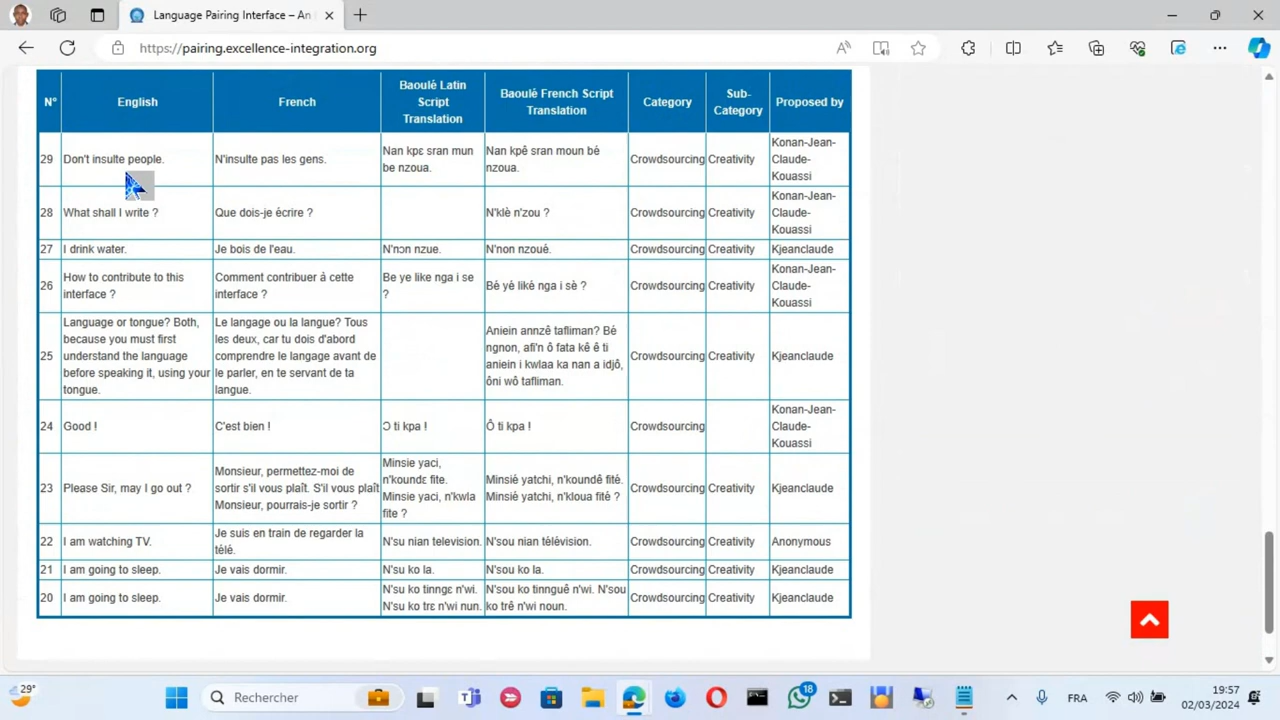 Language Pairing Interface – An
https://pairing.excellence-integration.org
N° English French Baoulé Latin Script Translation Baoulé French Script Translation Category Sub-Category Proposed by
29 Don't insulte people. N'insulte pas les gens. Nan kpɛ sran mun be nzoua. Nan kpê sran moun bé nzoua. Crowdsourcing Creativity Konan-Jean-Claude-Kouassi
28 What shall I write ? Que dois-je écrire ? N'klè n'zou ? Crowdsourcing Creativity Konan-Jean-Claude-Kouassi
27 I drink water. Je bois de l'eau. N'nɔn nzue. N'non nzoué. Crowdsourcing Creativity Kjeanclaude
26 How to contribute to this interface ? Comment contribuer à cette interface ? Be ye like nga i se ? Bé yé liké nga i sè ? Crowdsourcing Creativity Konan-Jean-Claude-Kouassi
25 Language or tongue? Both, because you must first understand the language before speaking it, using your tongue. Le langage ou la langue? Tous les deux, car tu dois d'abord comprendre le langage avant de le parler, en te servant de ta langue. Aniein annzê tafliman? Bé ngnon, afi'n ô fata kê ê ti aniein i kwlaa ka nan a idjô, ôni wô tafliman. Crowdsourcing Creativity Kjeanclaude
24 Good ! C'est bien ! Ɔ ti kpa ! Ô ti kpa ! Crowdsourcing Konan-Jean-Claude-Kouassi
23 Please Sir, may I go out ? Monsieur, permettez-moi de sortir s'il vous plaît. S'il vous plaît Monsieur, pourrais-je sortir ? Minsie yaci, n'koundɛ fite. Minsie yaci, n'kwla fite ? Minsié yatchi, n'koundê fité. Minsié yatchi, n'kloua fité ? Crowdsourcing Creativity Kjeanclaude
22 I am watching TV. Je suis en train de regarder la télé. N'su nian television. N'sou nian télévision. Crowdsourcing Creativity Anonymous
21 I am going to sleep. Je vais dormir. N'su ko la. N'sou ko la. Crowdsourcing Creativity Kjeanclaude
20 I am going to sleep. Je vais dormir. N'su ko tinngɛ n'wi. N'su ko trɛ n'wi nun. N'sou ko tinnguê n'wi. N'sou ko trê n'wi noun. Crowdsourcing Creativity Kjeanclaude
29°
Rechercher
18
FRA
19:57
02/03/2024